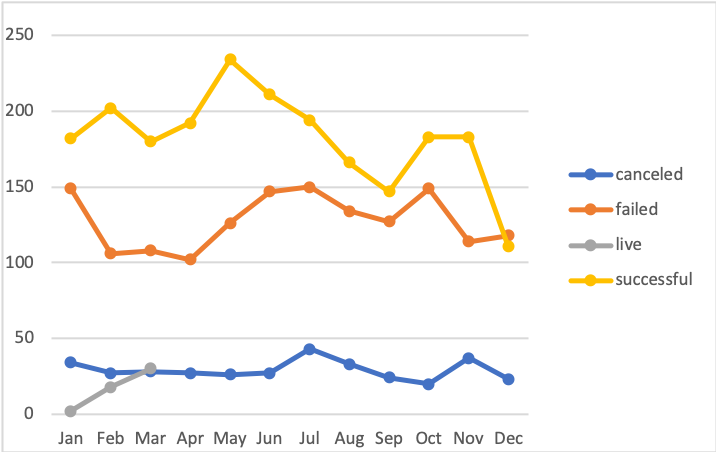 250
200
150
100
50
0
Jan Feb Mar Apr May Jun Jul Aug Sep Oct Nov Dec
canceled
failed
live
successful